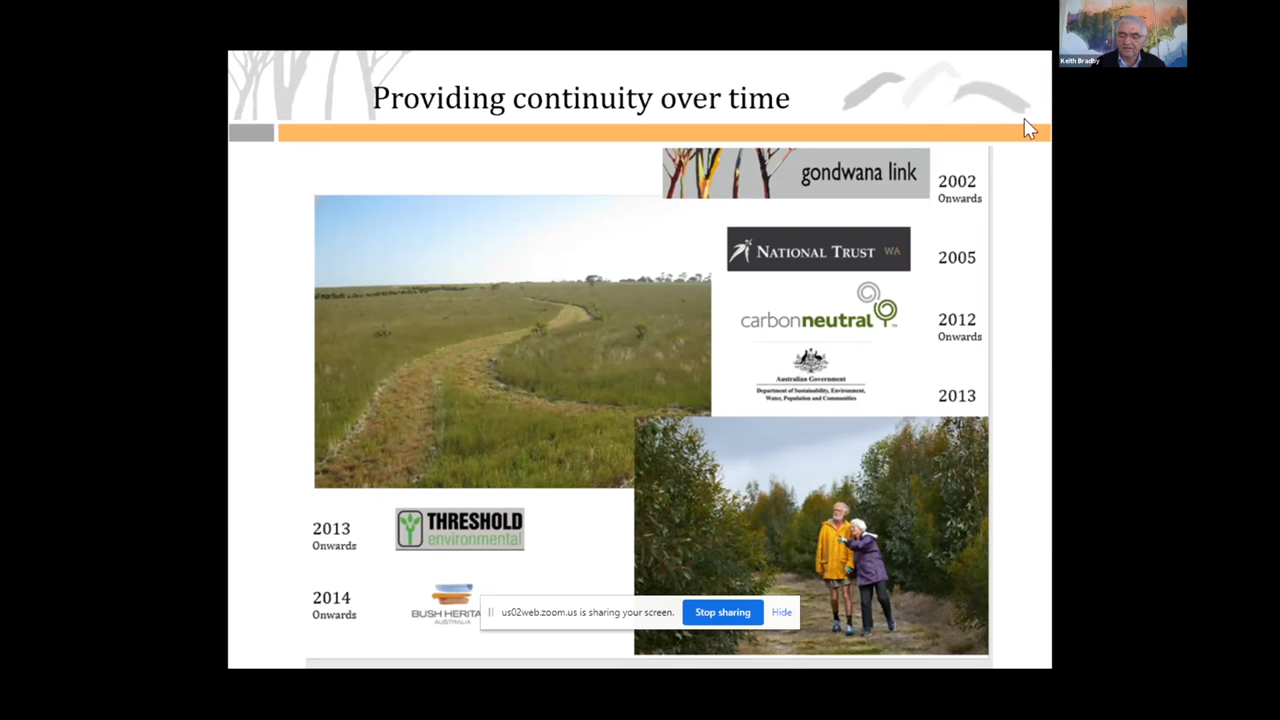 Keith Bradby
Providing continuity over time
gondwana link
2002
Onwards
NATIONAL TRUST WA
2005
carbonneutral
2012
Onwards
Australian Government
Department of Sustainability, Environment,
Water, Population and Communities
2013
2013
Onwards
THRESHOLD
environmental
2014
Onwards
BUSH HERITA
AUSTRALIA
us02web.zoom.us is sharing your screen.
Stop sharing
Hide